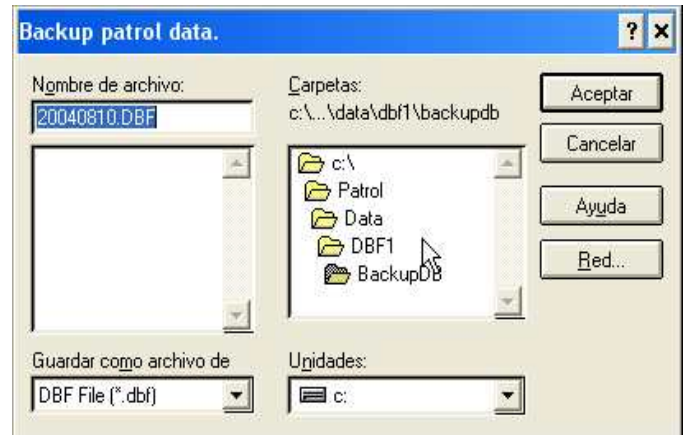 Backup patrol data.
Nombre de archivo:
20040810.DBF
Carpetas:
c:\...\data\dbf1\backupdb
c:\
Patrol
Data
DBF1
BackupDB
Aceptar
Cancelar
Ayuda
Red...
Guardar como archivo de
DBF File (*.dbf)
Unidades:
c: